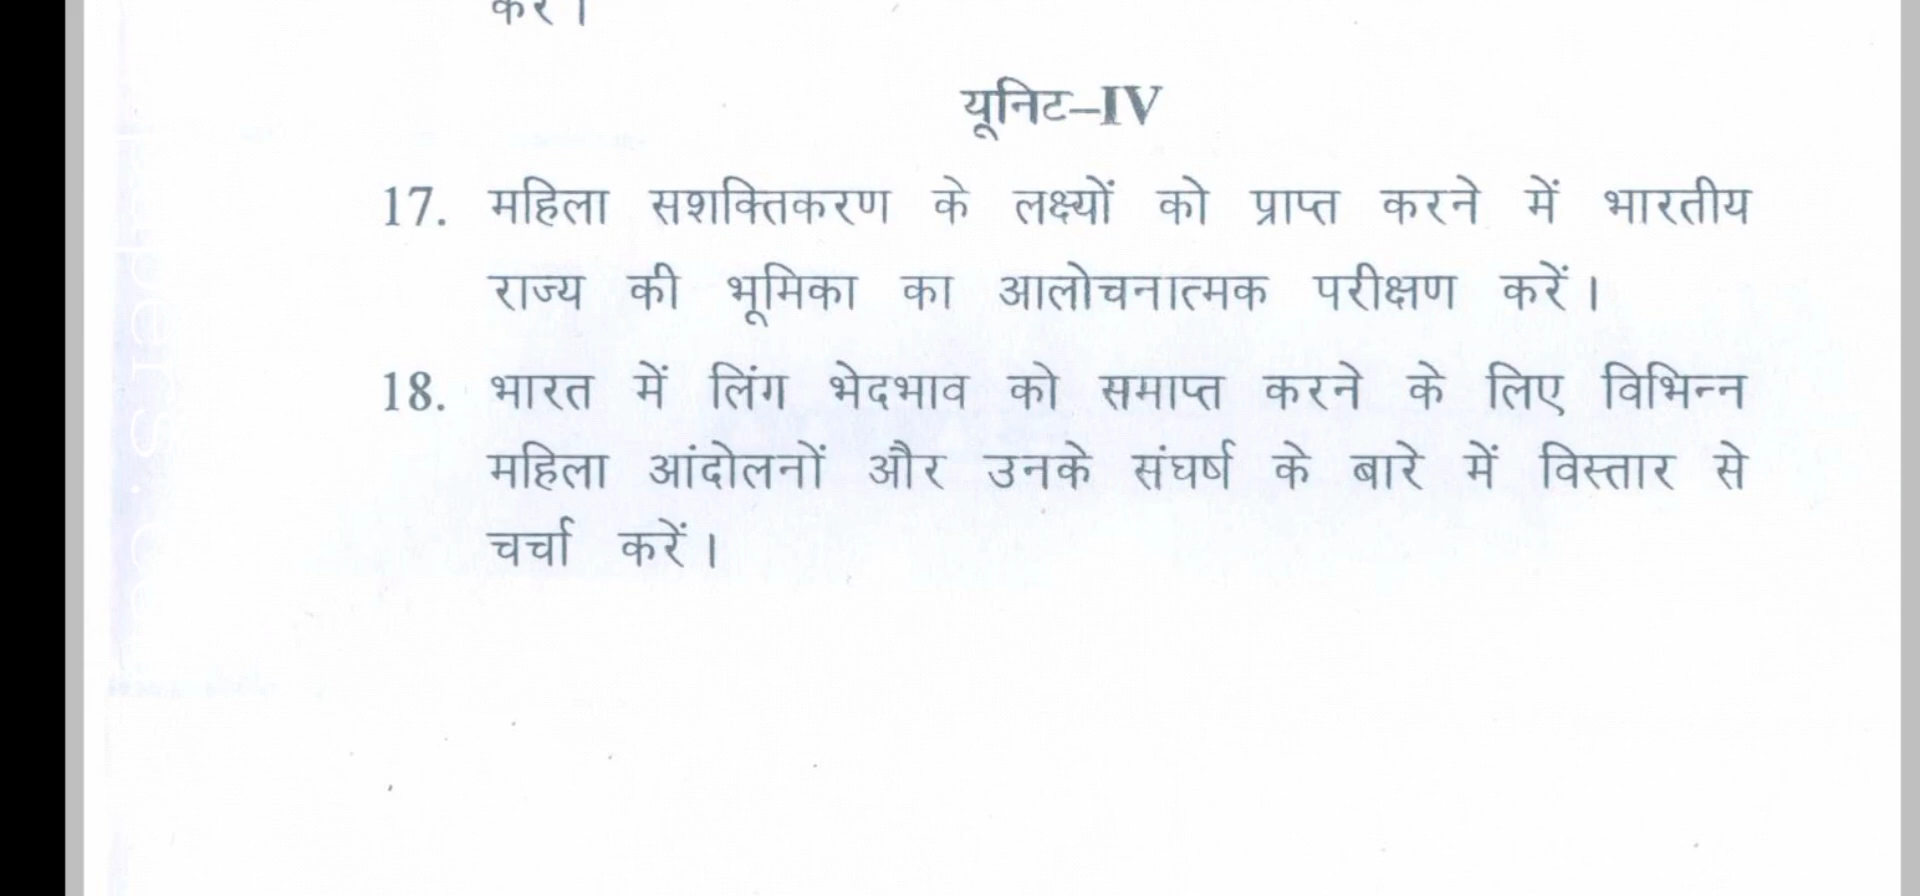 करें।
यूनिट–IV
17. महिला सशक्तिकरण के लक्ष्यों को प्राप्त करने में भारतीय
राज्य की भूमिका का आलोचनात्मक परीक्षण करें।
18. भारत में लिंग भेदभाव को समाप्त करने के लिए विभिन्न
महिला आंदोलनों और उनके संघर्ष के बारे में विस्तार से
चर्चा करें।